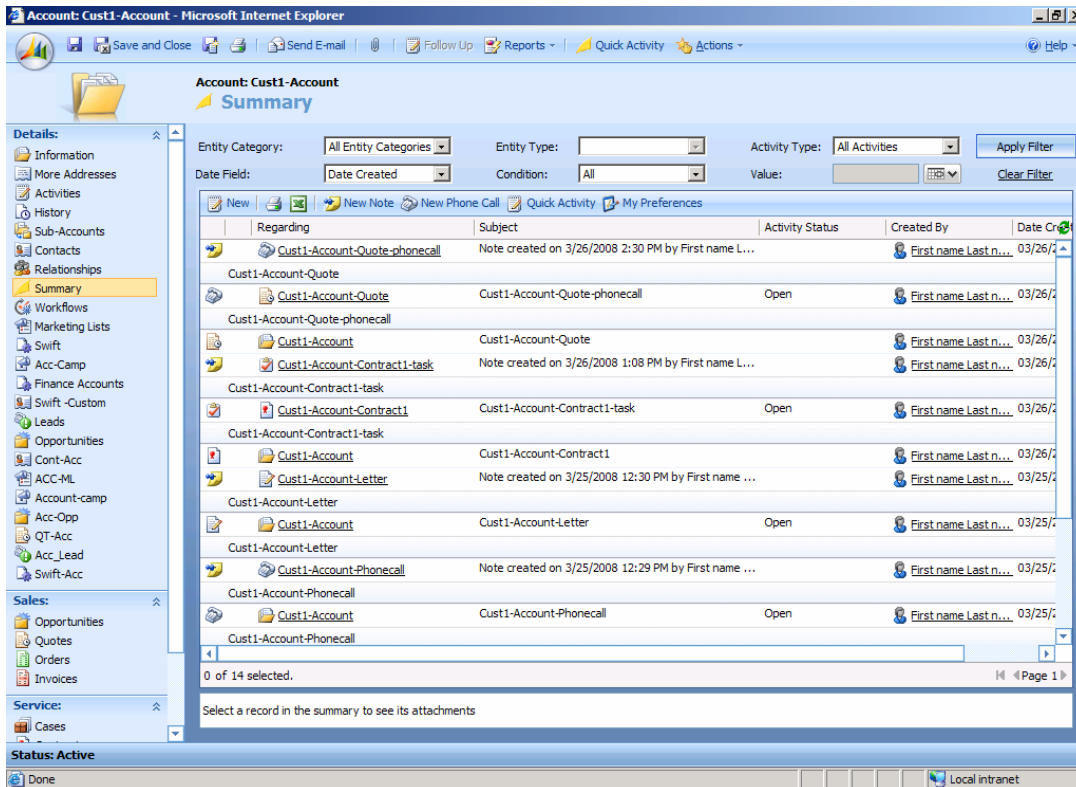 Account: Cust1-Account - Microsoft Internet Explorer
Save and Close Send E-mail Follow Up Reports Quick Activity Actions Help
Account: Cust1-Account
Summary
Details:
Information
More Addresses
Activities
History
Sub-Accounts
Contacts
Relationships
Summary
Workflows
Marketing Lists
Swift
Acc-Camp
Finance Accounts
Swift -Custom
Leads
Opportunities
Cont-Acc
ACC-ML
Account-camp
Acc-Opp
QT-Acc
Acc_Lead
Swift-Acc
Sales:
Opportunities
Quotes
Orders
Invoices
Service:
Cases
Entity Category: All Entity Categories Entity Type: Activity Type: All Activities Apply Filter
Date Field: Date Created Condition: All Value: Clear Filter
New New Note New Phone Call Quick Activity My Preferences
Regarding Subject Activity Status Created By Date Cre
Cust1-Account-Quote-phonecall Note created on 3/26/2008 2:30 PM by First name L... First name Last n... 03/26/2
Cust1-Account-Quote
Cust1-Account-Quote Cust1-Account-Quote-phonecall Open First name Last n... 03/26/2
Cust1-Account-Quote-phonecall
Cust1-Account Cust1-Account-Quote First name Last n... 03/26/2
Cust1-Account-Contract1-task Note created on 3/26/2008 1:08 PM by First name L... First name Last n... 03/26/2
Cust1-Account-Contract1-task
Cust1-Account-Contract1 Cust1-Account-Contract1-task Open First name Last n... 03/26/2
Cust1-Account-Contract1-task
Cust1-Account Cust1-Account-Contract1 First name Last n... 03/26/2
Cust1-Account-Letter Note created on 3/25/2008 12:30 PM by First name ... First name Last n... 03/25/2
Cust1-Account-Letter
Cust1-Account Cust1-Account-Letter Open First name Last n... 03/25/2
Cust1-Account-Letter
Cust1-Account-Phonecall Note created on 3/25/2008 12:29 PM by First name ... First name Last n... 03/25/2
Cust1-Account-Phonecall
Cust1-Account Cust1-Account-Phonecall Open First name Last n... 03/25/2
Cust1-Account-Phonecall
0 of 14 selected. Page 1
Select a record in the summary to see its attachments
Status: Active
Done Local intranet